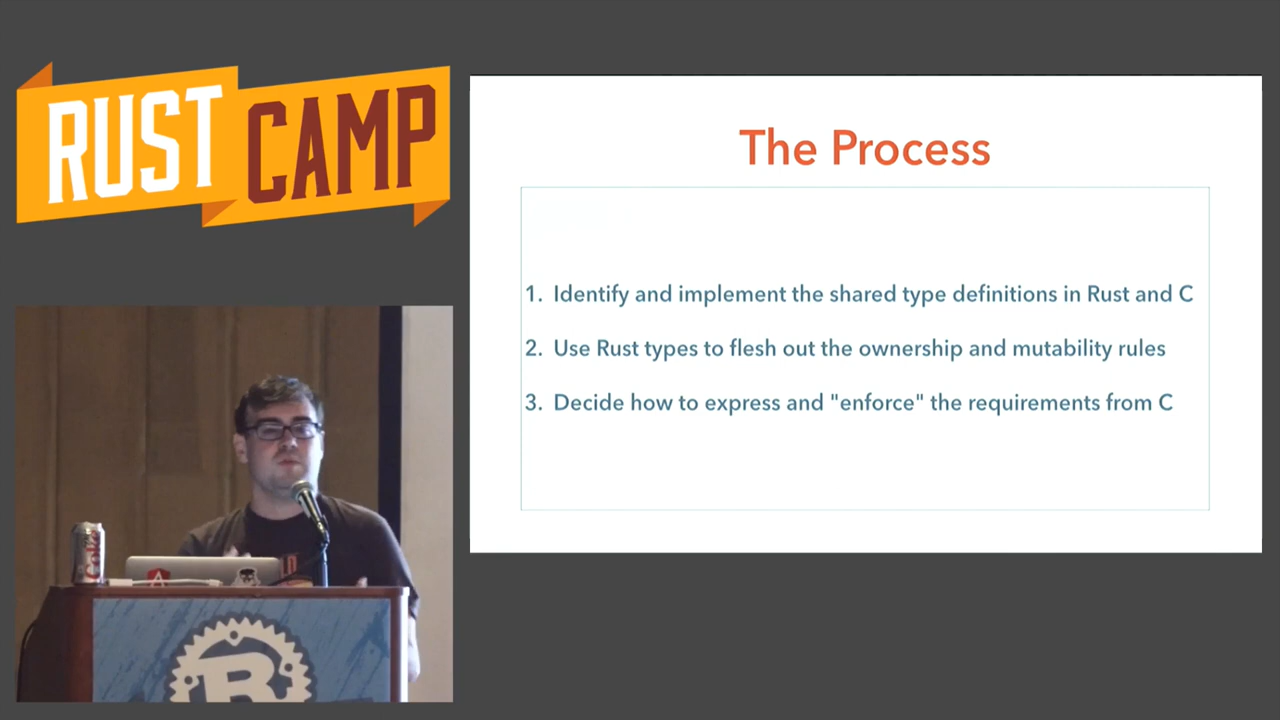 RUST CAMP
The Process
1. Identify and implement the shared type definitions in Rust and C
2. Use Rust types to flesh out the ownership and mutability rules
3. Decide how to express and "enforce" the requirements from C
Coke
R